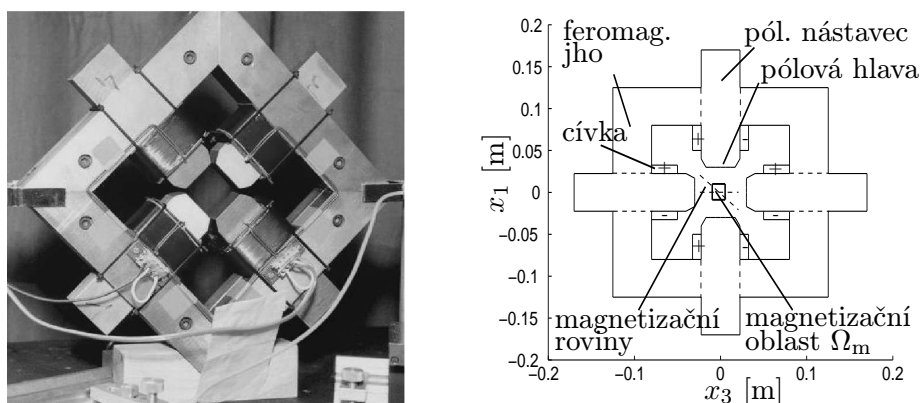 0.2
0.15
0.1
0.05
0
-0.05
-0.1
-0.15
-0.2
x₁ [m]
-0.2 -0.1 0 0.1 0.2
x₃ [m]
feromag.
jho
pól. nástavec
pólová hlava
cívka
+ -
+ +
- -
+ -
magnetizační
roviny
magnetizační
oblast Ωₘ